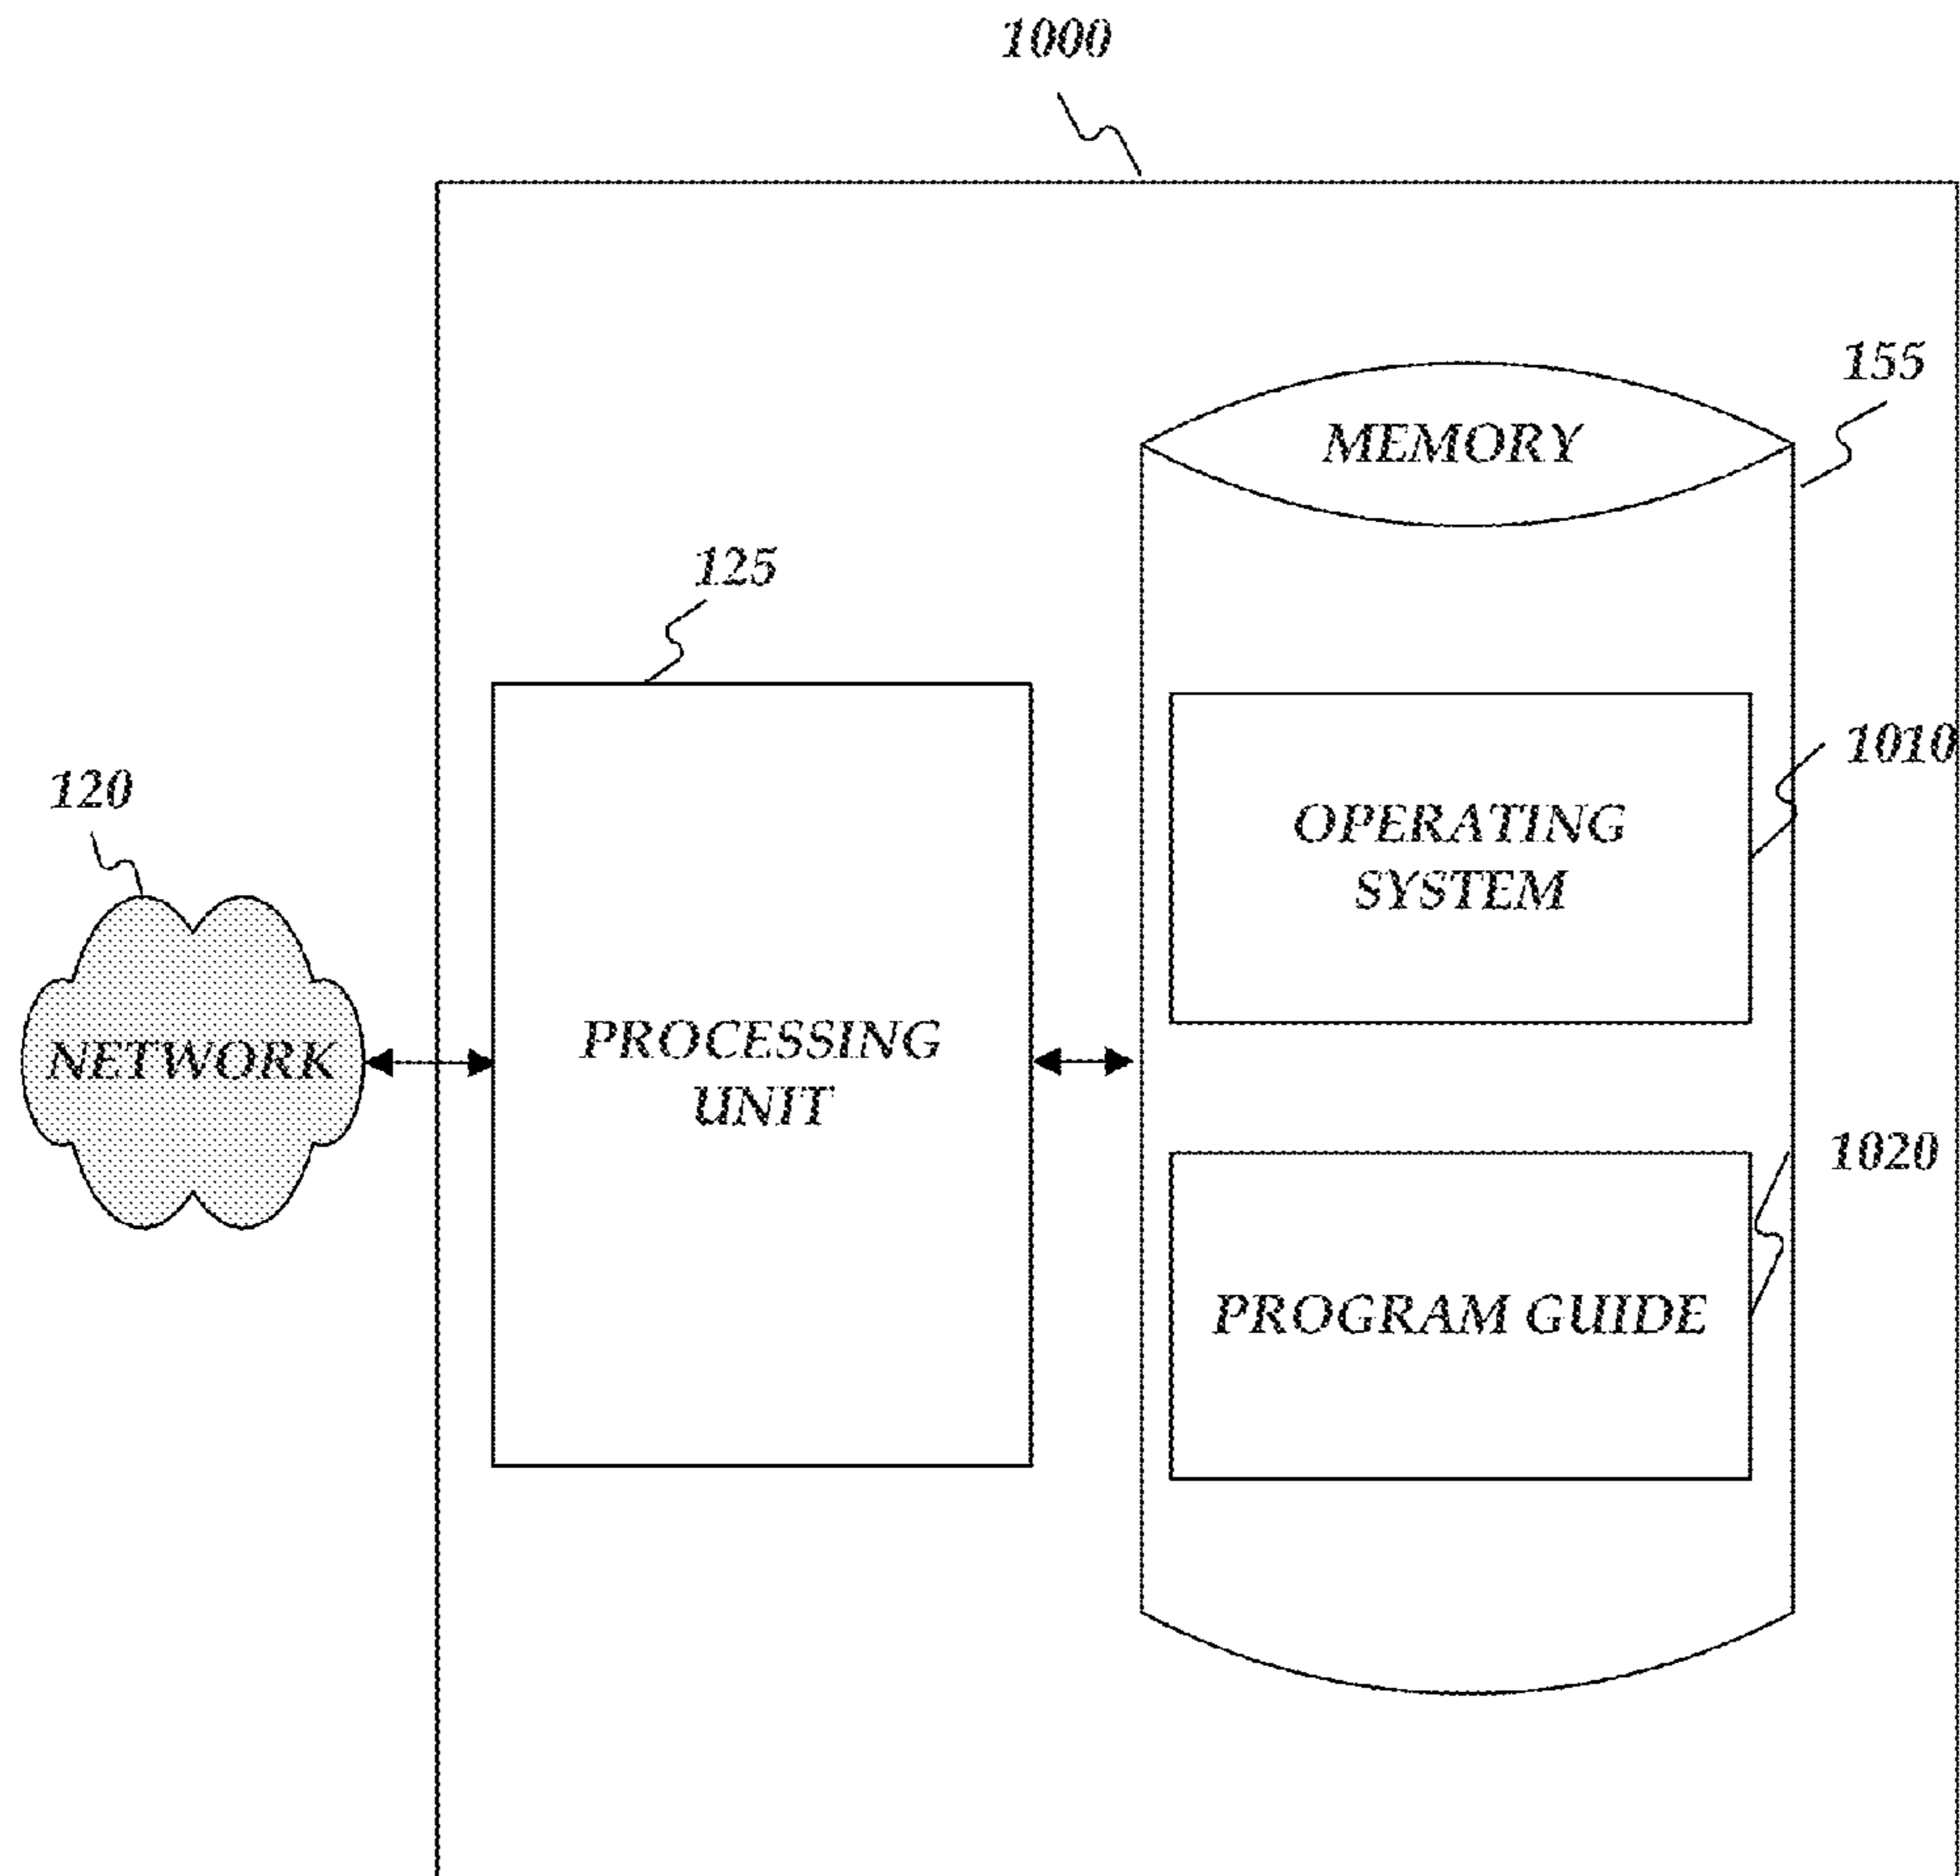 1000
155
MEMORY
125
1010
120
OPERATING
SYSTEM
NETWORK
PROCESSING
UNIT
1020
PROGRAM GUIDE